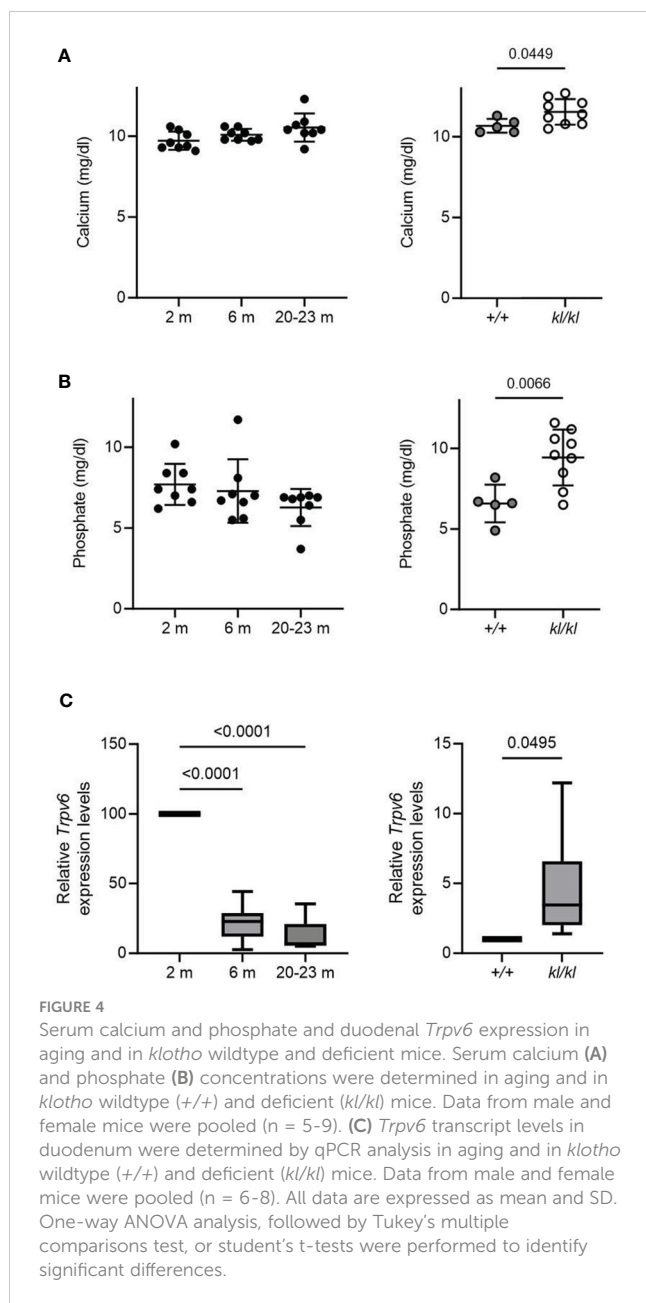 A
Calcium (mg/dl)
10
5
0
2 m
6 m
20-23 m
0.0449
Calcium (mg/dl)
10
5
0
+/+
kl/kl
B
Phosphate (mg/dl)
10
5
0
2 m
6 m
20-23 m
0.0066
Phosphate (mg/dl)
10
5
0
+/+
kl/kl
C
Relative Trpv6
expression levels
150
100
50
0
<0.0001
<0.0001
2 m
6 m
20-23 m
0.0495
Relative Trpv6
expression levels
15
10
5
0
+/+
kl/kl
FIGURE 4
Serum calcium and phosphate and duodenal Trpv6 expression in
aging and in klotho wildtype and deficient mice. Serum calcium (A)
and phosphate (B) concentrations were determined in aging and in
klotho wildtype (+/+) and deficient (kl/kl) mice. Data from male and
female mice were pooled (n = 5-9). (C) Trpv6 transcript levels in
duodenum were determined by qPCR analysis in aging and in klotho
wildtype (+/+) and deficient (kl/kl) mice. Data from male and female
mice were pooled (n = 6-8). All data are expressed as mean and SD.
One-way ANOVA analysis, followed by Tukey's multiple
comparisons test, or student's t-tests were performed to identify
significant differences.